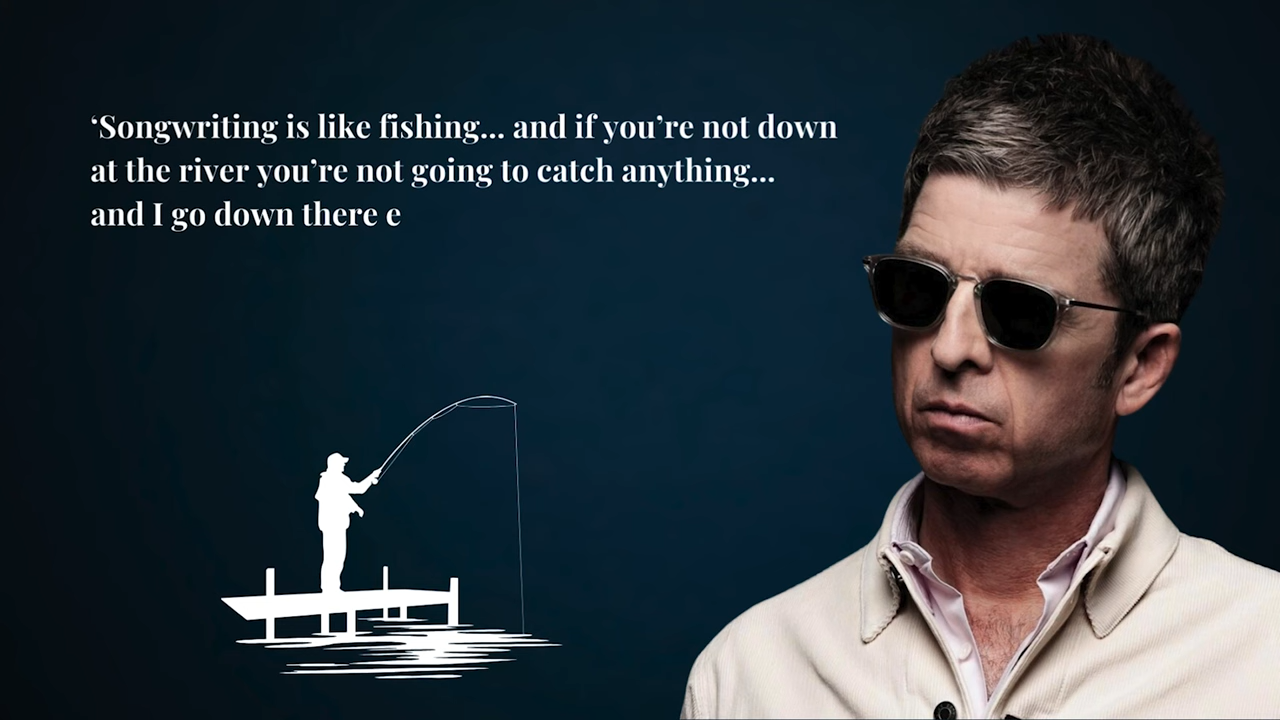 ‘Songwriting is like fishing... and if you’re not down
at the river you’re not going to catch anything...
and I go down there e